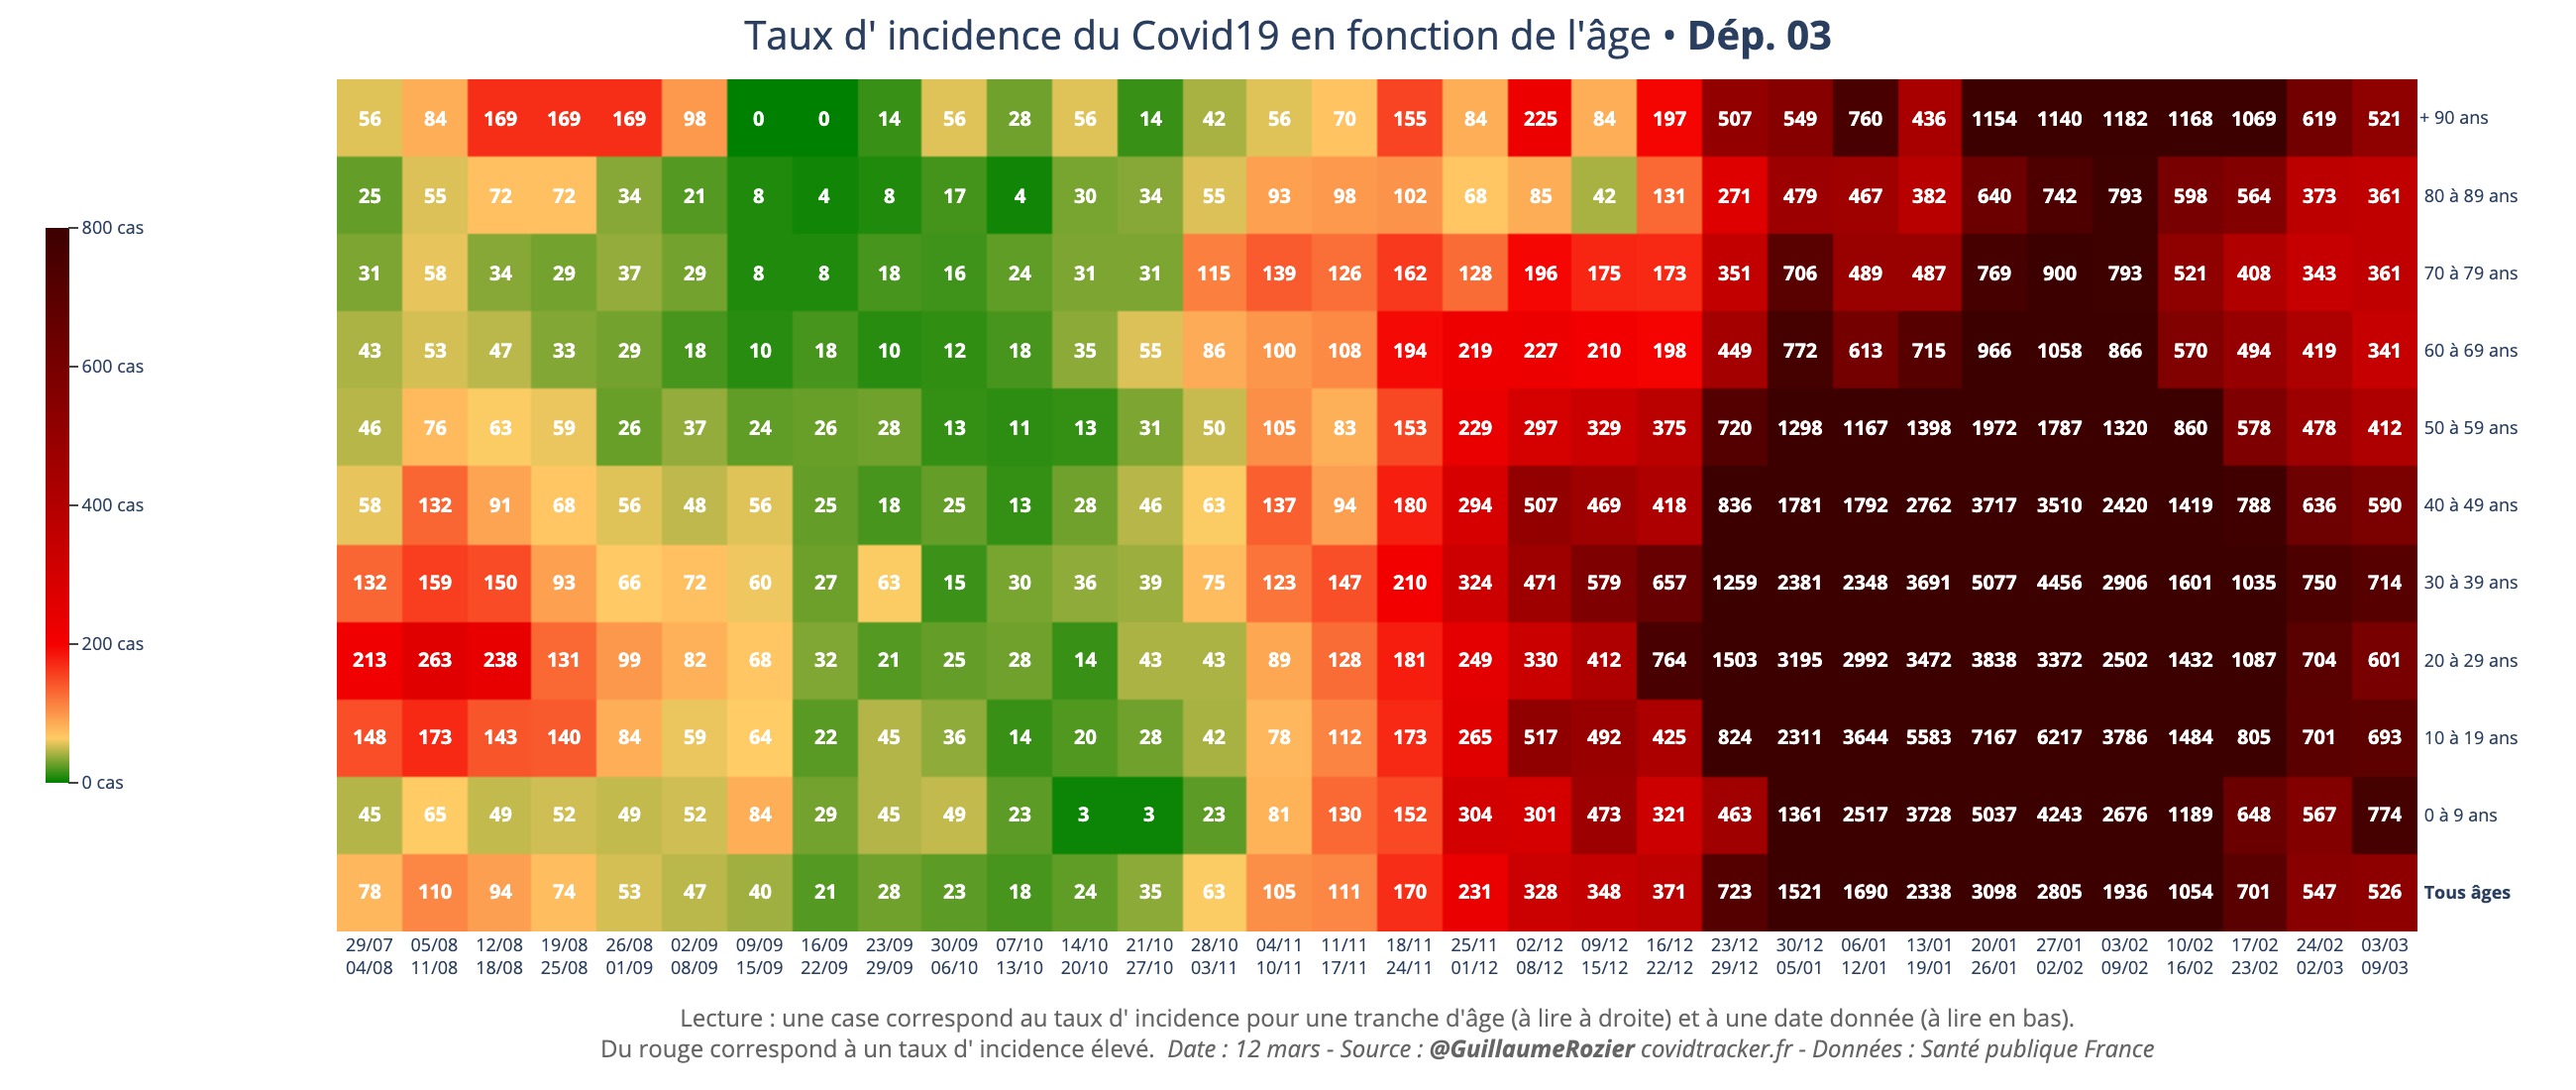 Taux d' incidence du Covid19 en fonction de l'âge • Dép. 03
800 cas
600 cas
400 cas
200 cas
0 cas
56 84 169 169 169 98 0 0 14 56 28 56 14 42 56 70 155 84 225 84 197 507 549 760 436 1154 1140 1182 1168 1069 619 521 + 90 ans
25 55 72 72 34 21 8 4 8 17 4 30 34 55 93 98 102 68 85 42 131 271 479 467 382 640 742 793 598 564 373 361 80 à 89 ans
31 58 34 29 37 29 8 8 18 16 24 31 31 115 139 126 162 128 196 175 173 351 706 489 487 769 900 793 521 408 343 361 70 à 79 ans
43 53 47 33 29 18 10 18 10 12 18 35 55 86 100 108 194 219 227 210 198 449 772 613 715 966 1058 866 570 494 419 341 60 à 69 ans
46 76 63 59 26 37 24 26 28 13 11 13 31 50 105 83 153 229 297 329 375 720 1298 1167 1398 1972 1787 1320 860 578 478 412 50 à 59 ans
58 132 91 68 56 48 56 25 18 25 13 28 46 63 137 94 180 294 507 469 418 836 1781 1792 2762 3717 3510 2420 1419 788 636 590 40 à 49 ans
132 159 150 93 66 72 60 27 63 15 30 36 39 75 123 147 210 324 471 579 657 1259 2381 2348 3691 5077 4456 2906 1601 1035 750 714 30 à 39 ans
213 263 238 131 99 82 68 32 21 25 28 14 43 43 89 128 181 249 330 412 764 1503 3195 2992 3472 3838 3372 2502 1432 1087 704 601 20 à 29 ans
148 173 143 140 84 59 64 22 45 36 14 20 28 42 78 112 173 265 517 492 425 824 2311 3644 5583 7167 6217 3786 1484 805 701 693 10 à 19 ans
45 65 49 52 49 52 84 29 45 49 23 3 3 23 81 130 152 304 301 473 321 463 1361 2517 3728 5037 4243 2676 1189 648 567 774 0 à 9 ans
78 110 94 74 53 47 40 21 28 23 18 24 35 63 105 111 170 231 328 348 371 723 1521 1690 2338 3098 2805 1936 1054 701 547 526 Tous âges
29/07 05/08 12/08 19/08 26/08 02/09 09/09 16/09 23/09 30/09 07/10 14/10 21/10 28/10 04/11 11/11 18/11 25/11 02/12 09/12 16/12 23/12 30/12 06/01 13/01 20/01 27/01 03/02 10/02 17/02 24/02 03/03
04/08 11/08 18/08 25/08 01/09 08/09 15/09 22/09 29/09 06/10 13/10 20/10 27/10 03/11 10/11 17/11 24/11 01/12 08/12 15/12 22/12 29/12 05/01 12/01 19/01 26/01 02/02 09/02 16/02 23/02 02/03 09/03
Lecture : une case correspond au taux d' incidence pour une tranche d'âge (à lire à droite) et à une date donnée (à lire en bas).
Du rouge correspond à un taux d' incidence élevé. Date : 12 mars - Source : @GuillaumeRozier covidtracker.fr - Données : Santé publique France